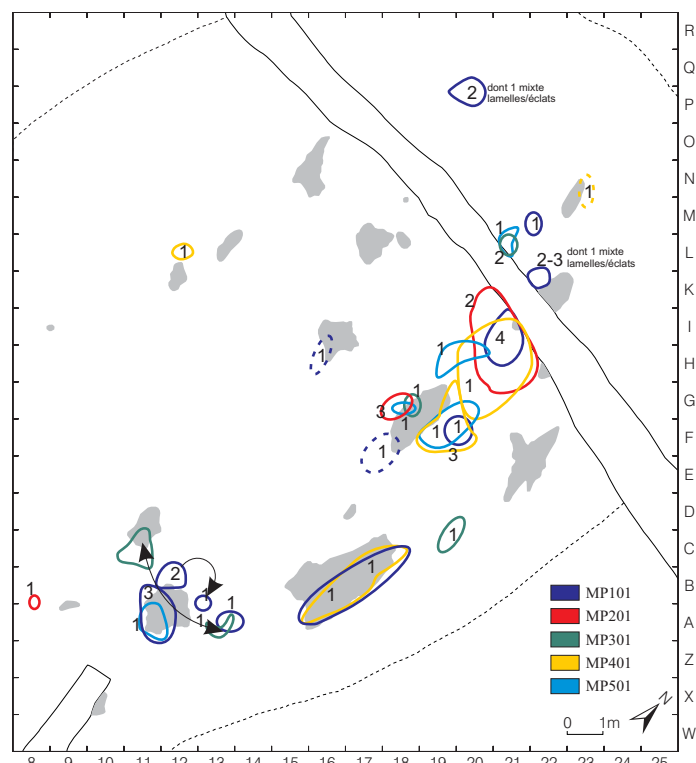 R
Q
2
dont 1 mixte
lamelles/éclats
P
O
N
1
M
1
1
1
2
L
2-3
dont 1 mixte
lamelles/éclats
K
2
I
4
1
1
H
1
1
G
3
1
1
1
F
1
3
E
D
1
C
2
B
3
1
1
1
1
1
MP101
1
1
A
MP201
MP301
Z
MP401
MP501
X
0 1m
N
W
8 9 10 11 12 13 14 15 16 17 18 19 20 21 22 23 24 25